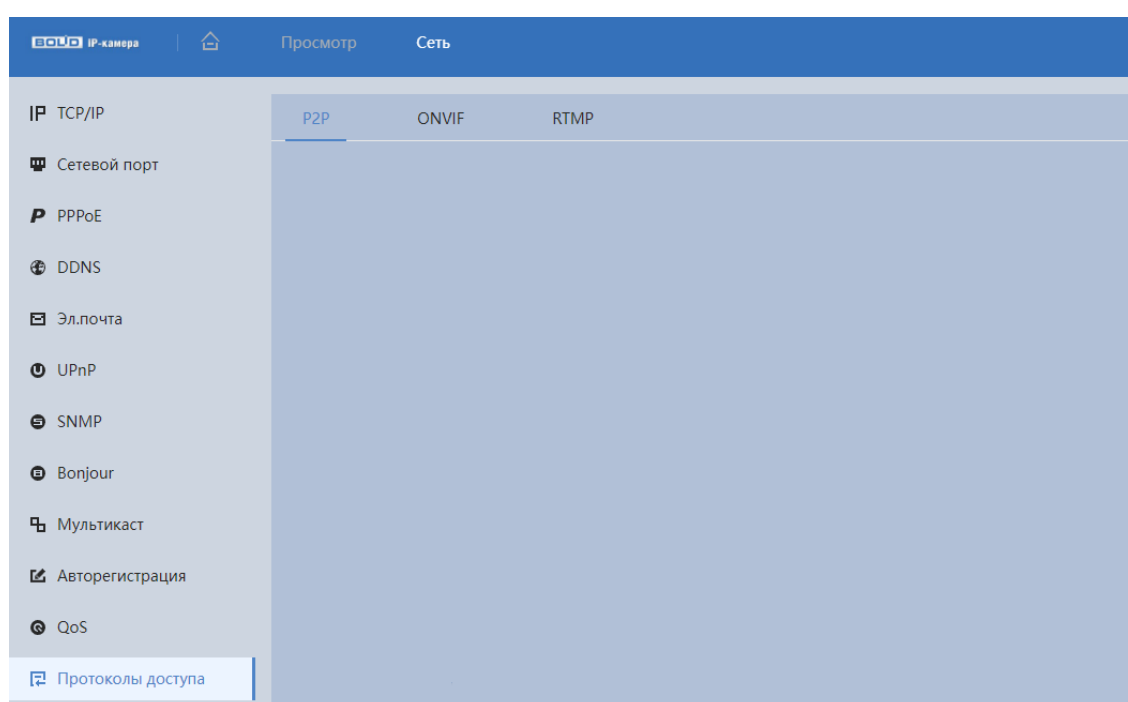 BOLID IP-камера Просмотр Сеть
IP TCP/IP
P2P ONVIF RTMP
Сетевой порт
P PPPoE
DDNS
Эл.почта
UPnP
SNMP
Bonjour
Мультикаст
Авторегистрация
QoS
Протоколы доступа